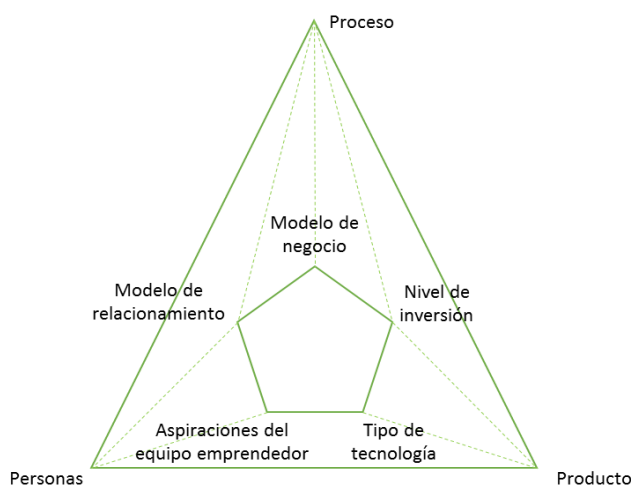 Proceso
Modelo de
negocio
Modelo de
relacionamiento
Nivel de
inversión
Aspiraciones del
equipo emprendedor
Tipo de
tecnología
Personas
Producto